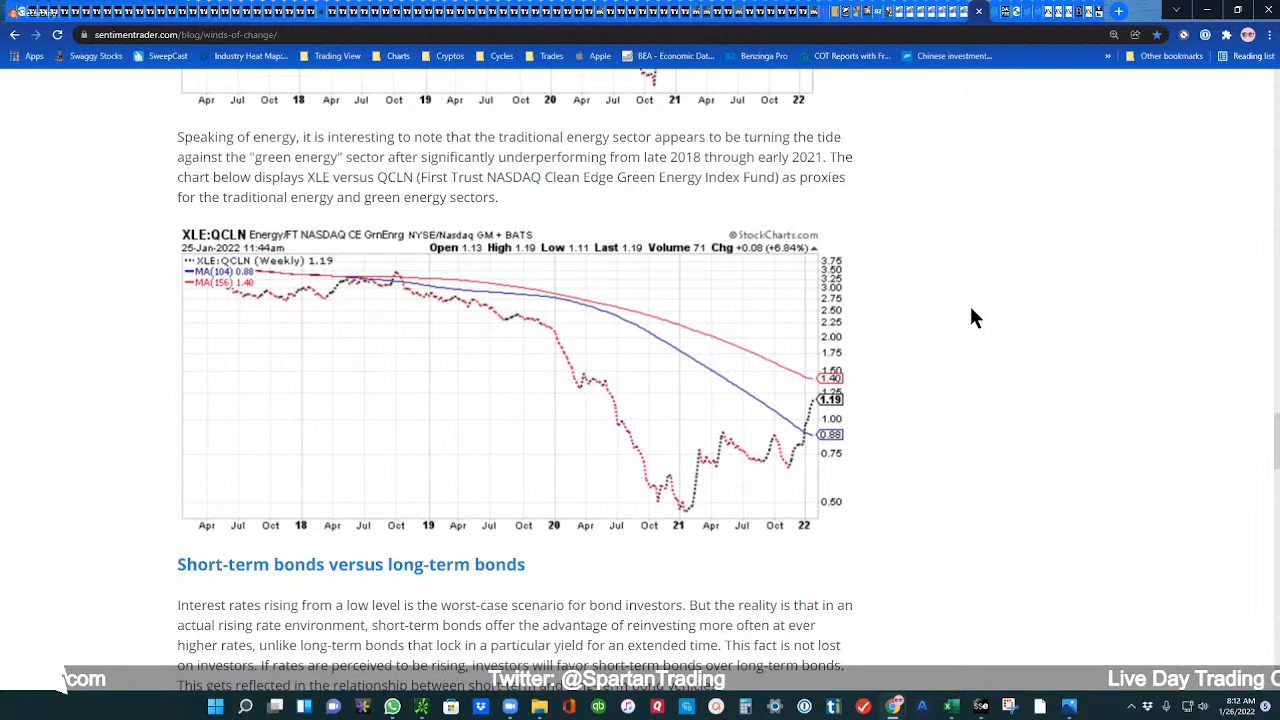 sentimentrader.com/blog/winds-of-change/
Apps Swaggy Stocks SweepCast Industry Heat Map:... Trading View Charts Cryptos Cycles Trades Apple BEA - Economic Dat... Benzinga Pro COT Reports with Fr... Chinese investment... » Other bookmarks Reading list
Apr Jul Oct 18 Apr Jul Oct 19 Apr Jul Oct 20 Apr Jul Oct 21 Apr Jul Oct 22
Speaking of energy, it is interesting to note that the traditional energy sector appears to be turning the tide
against the "green energy" sector after significantly underperforming from late 2018 through early 2021. The
chart below displays XLE versus QCLN (First Trust NASDAQ Clean Edge Green Energy Index Fund) as proxies
for the traditional energy and green energy sectors.
XLE:QCLN Energy/FT NASDAQ CE GrnEnrg NYSE/Nasdaq GM + BATS © StockCharts.com
25-Jan-2022 11:44am Open 1.13 High 1.19 Low 1.11 Last 1.19 Volume 71 Chg +0.08 (+6.84%)
XLE:QCLN (Weekly) 1.19
MA(104) 0.88
MA(156) 1.40
3.75
3.50
3.25
3.00
2.75
2.50
2.25
2.00
1.75
1.50
1.40
1.25
1.19
1.00
0.88
0.75
0.50
Apr Jul Oct 18 Apr Jul Oct 19 Apr Jul Oct 20 Apr Jul Oct 21 Apr Jul Oct 22
Short-term bonds versus long-term bonds
Interest rates rising from a low level is the worst-case scenario for bond investors. But the reality is that in an
actual rising rate environment, short-term bonds offer the advantage of reinvesting more often at ever
higher rates, unlike long-term bonds that lock in a particular yield for an extended time. This fact is not lost
on investors. If rates are perceived to be rising, investors will favor short-term bonds over long-term bonds.
This gets reflected in the relationship between
.com Twitter: @SpartanTrading Live Day Trading
8:12 AM
1/26/2022